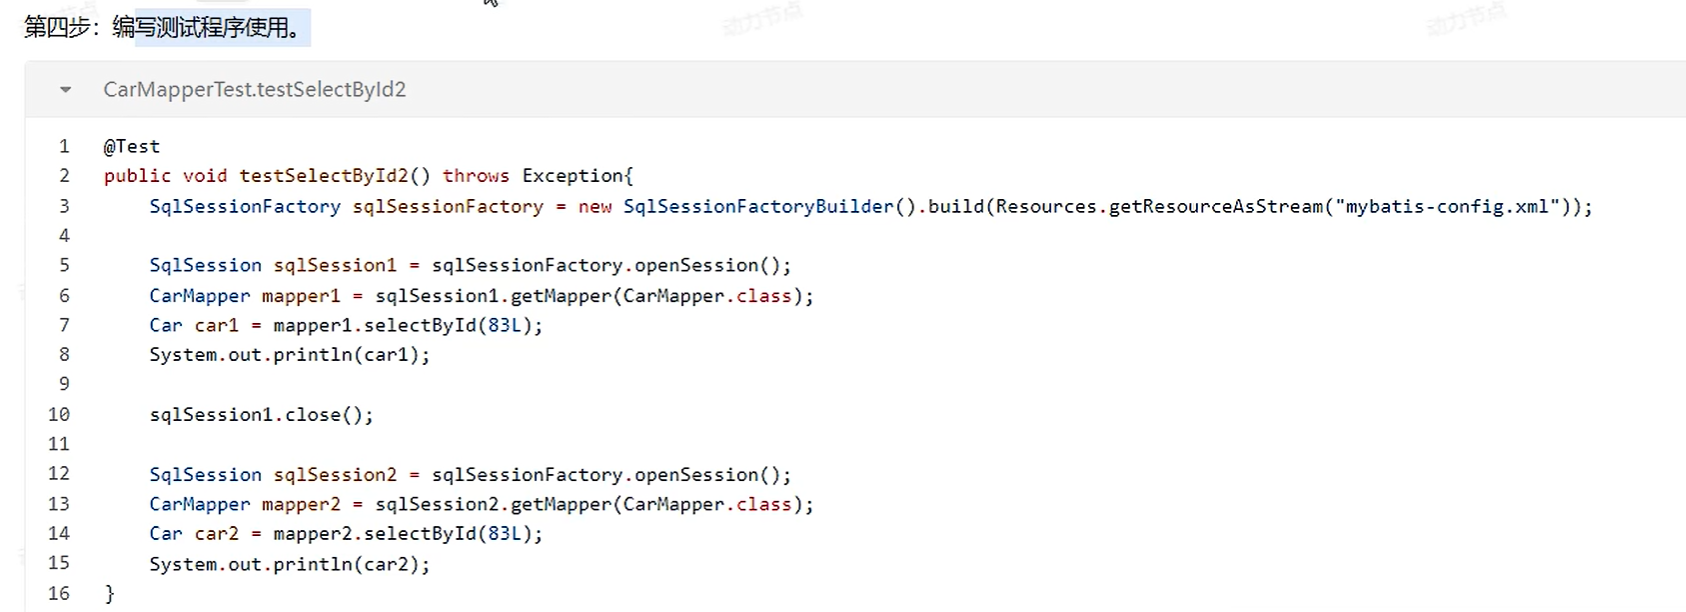 动力节点
动力节点
第四步：编写测试程序使用。
CarMapperTest.testSelectById2
1 @Test
2 public void testSelectById2() throws Exception{
3     SqlSessionFactory sqlSessionFactory = new SqlSessionFactoryBuilder().build(Resources.getResourceAsStream("mybatis-config.xml"));
4
5     SqlSession sqlSession1 = sqlSessionFactory.openSession();
6     CarMapper mapper1 = sqlSession1.getMapper(CarMapper.class);
7     Car car1 = mapper1.selectById(83L);
8     System.out.println(car1);
9
10     sqlSession1.close();
11
12     SqlSession sqlSession2 = sqlSessionFactory.openSession();
13     CarMapper mapper2 = sqlSession2.getMapper(CarMapper.class);
14     Car car2 = mapper2.selectById(83L);
15     System.out.println(car2);
16 }